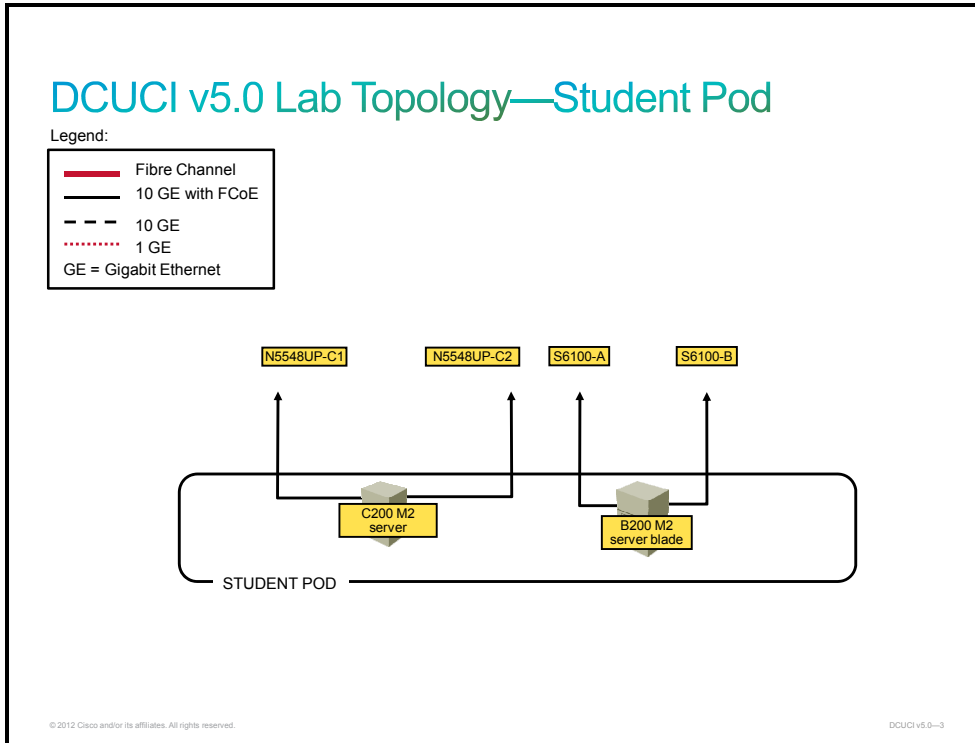 DCUCI v5.0 Lab Topology—Student Pod
Legend:
Fibre Channel
10 GE with FCoE
10 GE
1 GE
GE = Gigabit Ethernet
N5548UP-C1
N5548UP-C2
S6100-A
S6100-B
C200 M2
server
B200 M2
server blade
STUDENT POD
© 2012 Cisco and/or its affiliates. All rights reserved.
DCUCI v5.0—3